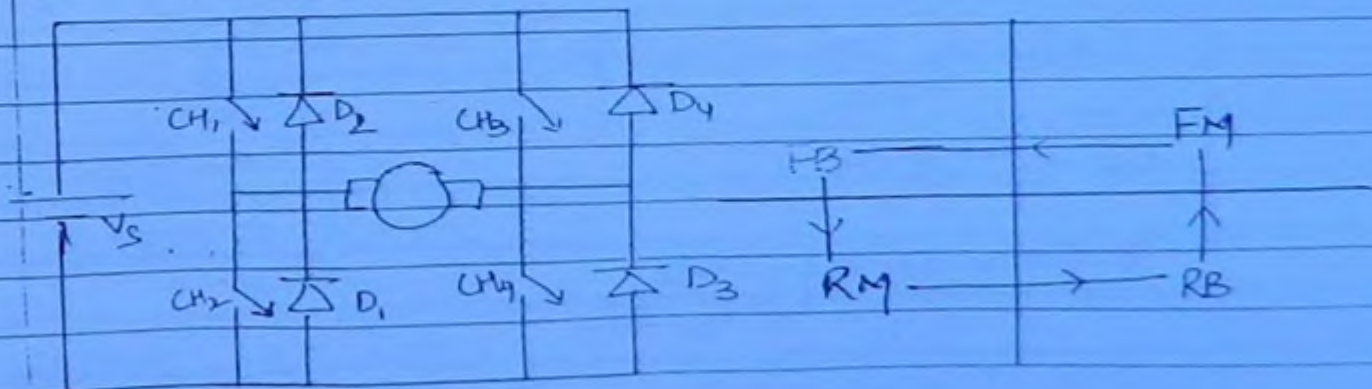 CH₁ D₂ CH₃ D₄ FM
Vs
CH₂ D₁ CH₄ D₃ RM RB